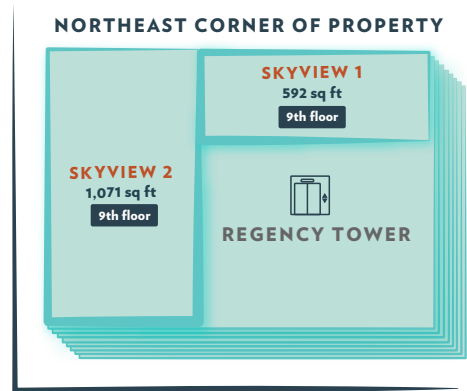 NORTHEAST CORNER OF PROPERTY
SKYVIEW 1
592 sq ft
9th floor
SKYVIEW 2
1,071 sq ft
9th floor
REGENCY TOWER